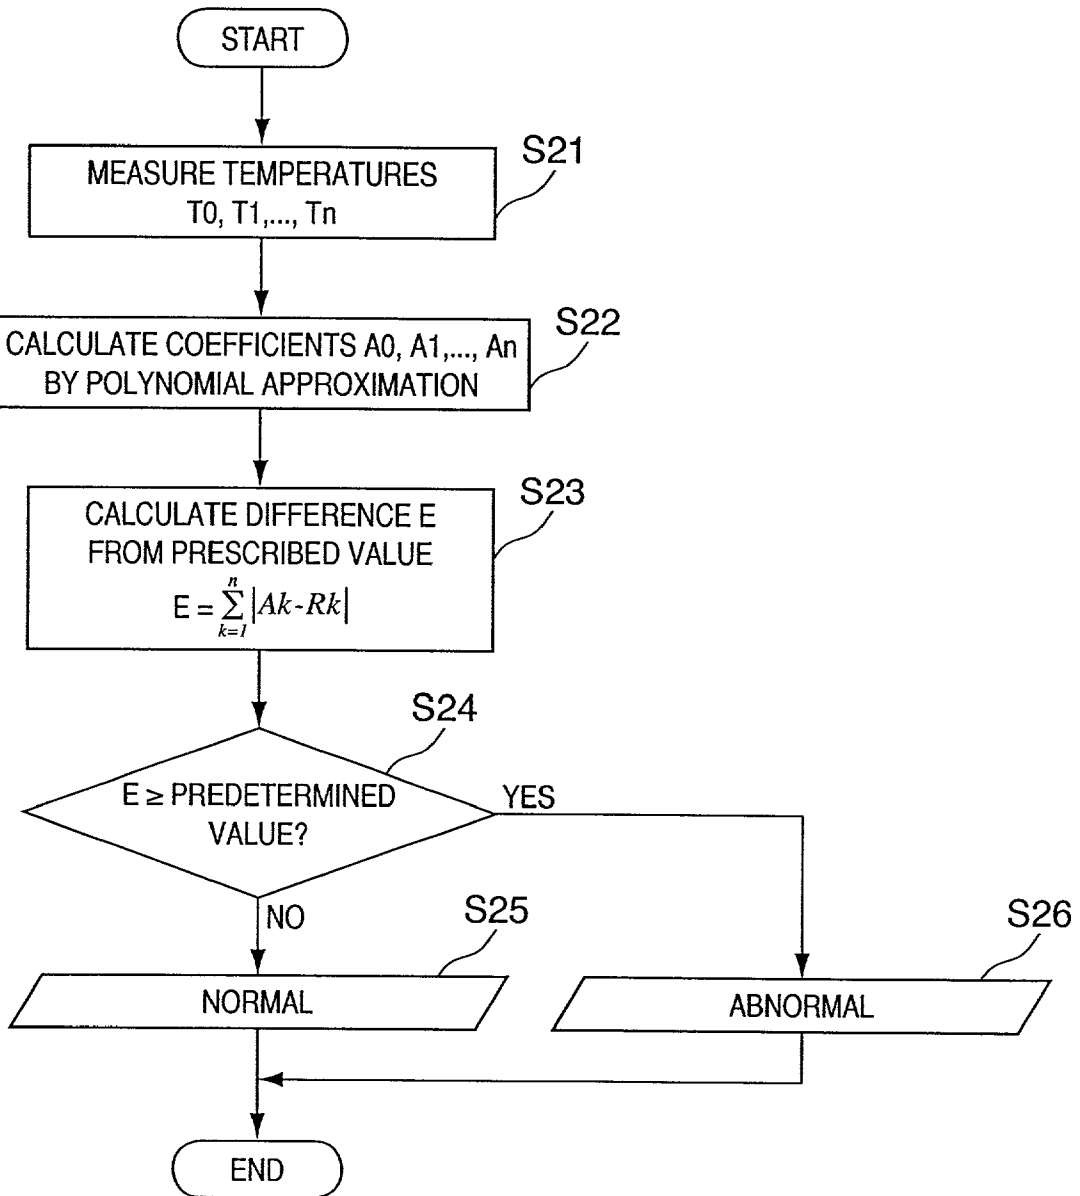 START
S21
MEASURE TEMPERATURES
T0, T1,..., Tn
S22
CALCULATE COEFFICIENTS A0, A1,..., An
BY POLYNOMIAL APPROXIMATION
S23
CALCULATE DIFFERENCE E
FROM PRESCRIBED VALUE
E = n∑k=1 |Ak-Rk|
S24
E ≥ PREDETERMINED
VALUE?
YES
NO
S25
NORMAL
S26
ABNORMAL
END